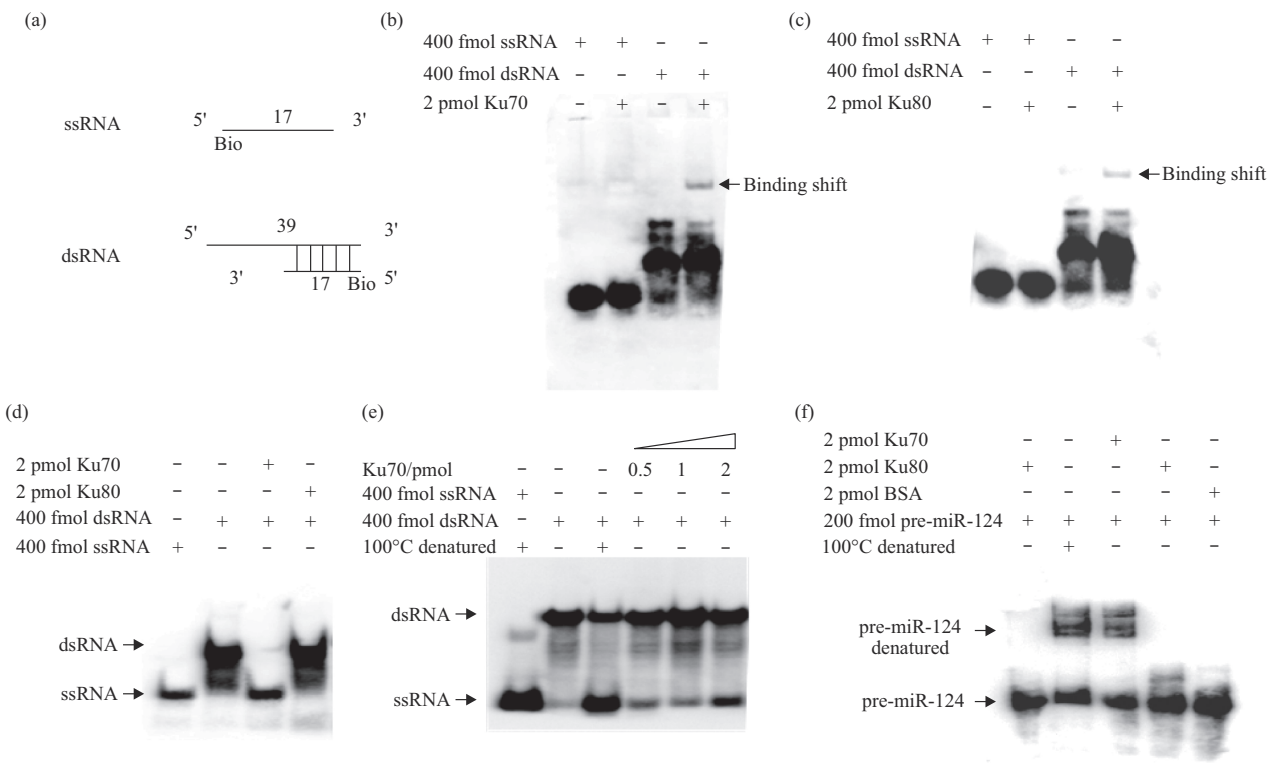 (a)
ssRNA 5' 17 3'
Bio
dsRNA 5' 39 3'
3' 17 Bio 5'
(b)
400 fmol ssRNA + + – –
400 fmol dsRNA – – + +
2 pmol Ku70 – + – +
Binding shift
(c)
400 fmol ssRNA + + – –
400 fmol dsRNA – – + +
2 pmol Ku80 – + – +
Binding shift
(d)
2 pmol Ku70 – – + –
2 pmol Ku80 – – – +
400 fmol dsRNA – + + +
400 fmol ssRNA + – – –
dsRNA
ssRNA
(e)
Ku70/pmol – – – 0.5 1 2
400 fmol ssRNA + – – – – –
400 fmol dsRNA – + + + + +
100°C denatured + – + – – –
dsRNA
ssRNA
(f)
2 pmol Ku70 – – + – –
2 pmol Ku80 + – – + –
2 pmol BSA – – – – +
200 fmol pre-miR-124 + + + + +
100°C denatured – + – – –
pre-miR-124
denatured
pre-miR-124